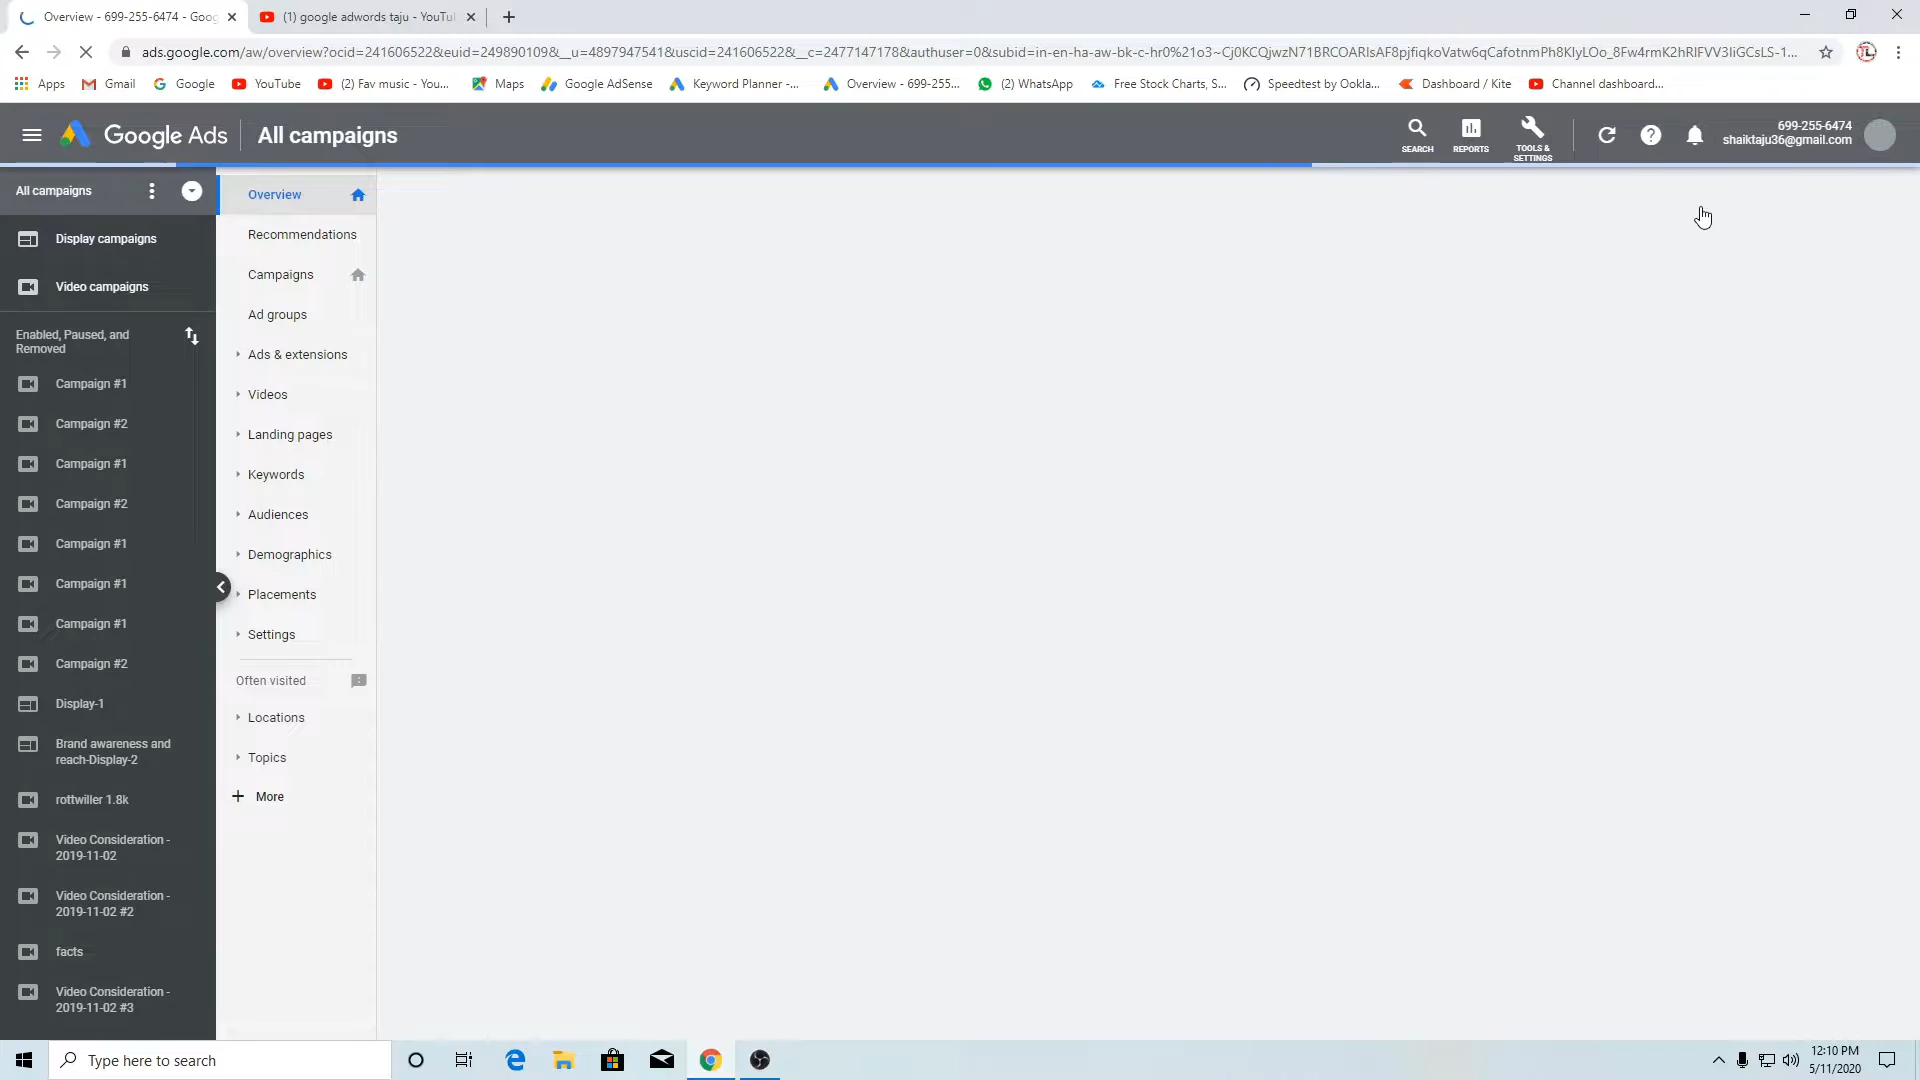 Overview - 699-255-6474 - Goog
(1) google adwords taju - YouTu
ads.google.com/aw/overview?ocid=241606522&euid=249890109&__u=4897947541&uscid=241606522&__c=2477147178&authuser=0&subid=in-en-ha-aw-bk-c-hr0%21o3~Cj0KCQjwzN71BRCOARIsAF8pjfiqkoVatw6qCafotnmPh8KIyLOo_8Fw4rmK2hRIFVV3IiGCsLS-1...
Apps
Gmail
Google
YouTube
(2) Fav music - You...
Maps
Google AdSense
Keyword Planner -...
Overview - 699-255...
(2) WhatsApp
Free Stock Charts, S...
Speedtest by Ookla...
Dashboard / Kite
Channel dashboard...
Google Ads
All campaigns
SEARCH
REPORTS
TOOLS &
SETTINGS
699-255-6474
shaiktaju36@gmail.com
All campaigns
Display campaigns
Video campaigns
Enabled, Paused, and
Removed
Campaign #1
Campaign #2
Campaign #1
Campaign #2
Campaign #1
Campaign #1
Campaign #1
Campaign #2
Display-1
Brand awareness and
reach-Display-2
rottwiller 1.8k
Video Consideration -
2019-11-02
Video Consideration -
2019-11-02 #2
facts
Video Consideration -
2019-11-02 #3
Overview
Recommendations
Campaigns
Ad groups
Ads & extensions
Videos
Landing pages
Keywords
Audiences
Demographics
Placements
Settings
Often visited
Locations
Topics
More
Type here to search
12:10 PM
5/11/2020